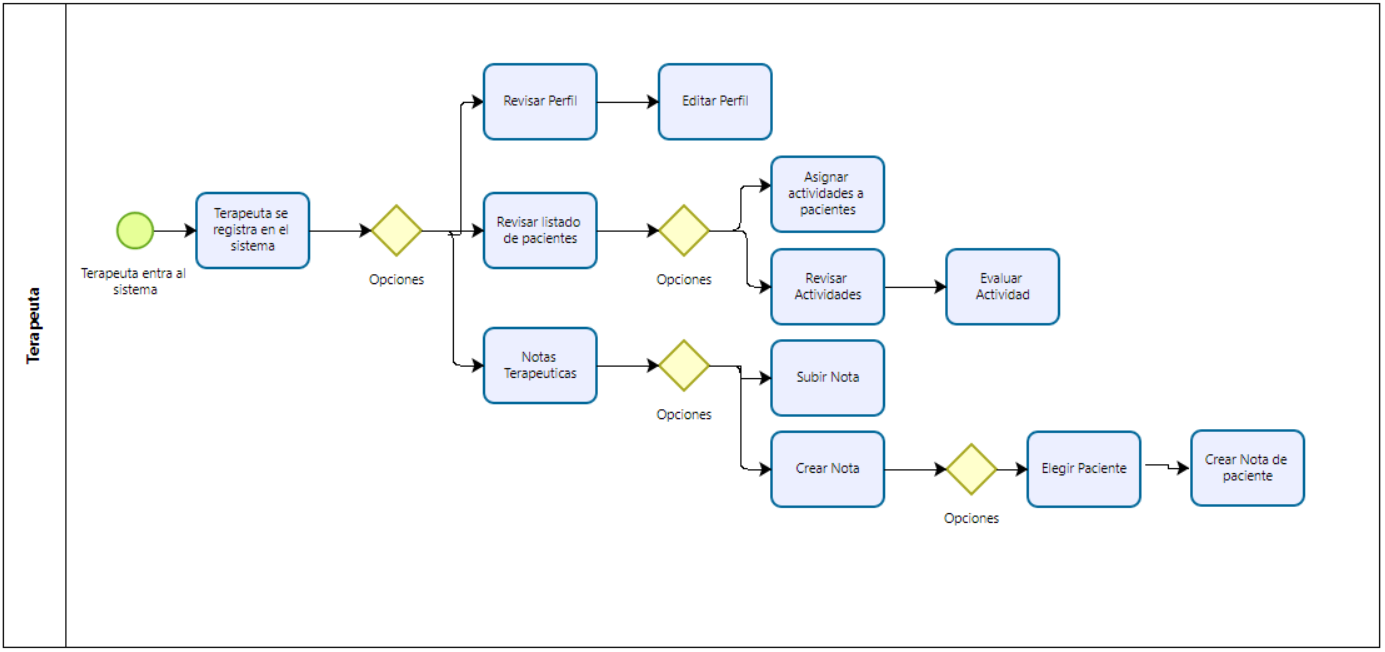 Terapeuta
Terapeuta entra al
sistema
Terapeuta se
registra en el
sistema
Opciones
Revisar Perfil
Editar Perfil
Revisar listado
de pacientes
Opciones
Asignar
actividades a
pacientes
Revisar
Actividades
Evaluar
Actividad
Notas
Terapeuticas
Opciones
Subir Nota
Crear Nota
Opciones
Elegir Paciente
Crear Nota de
paciente